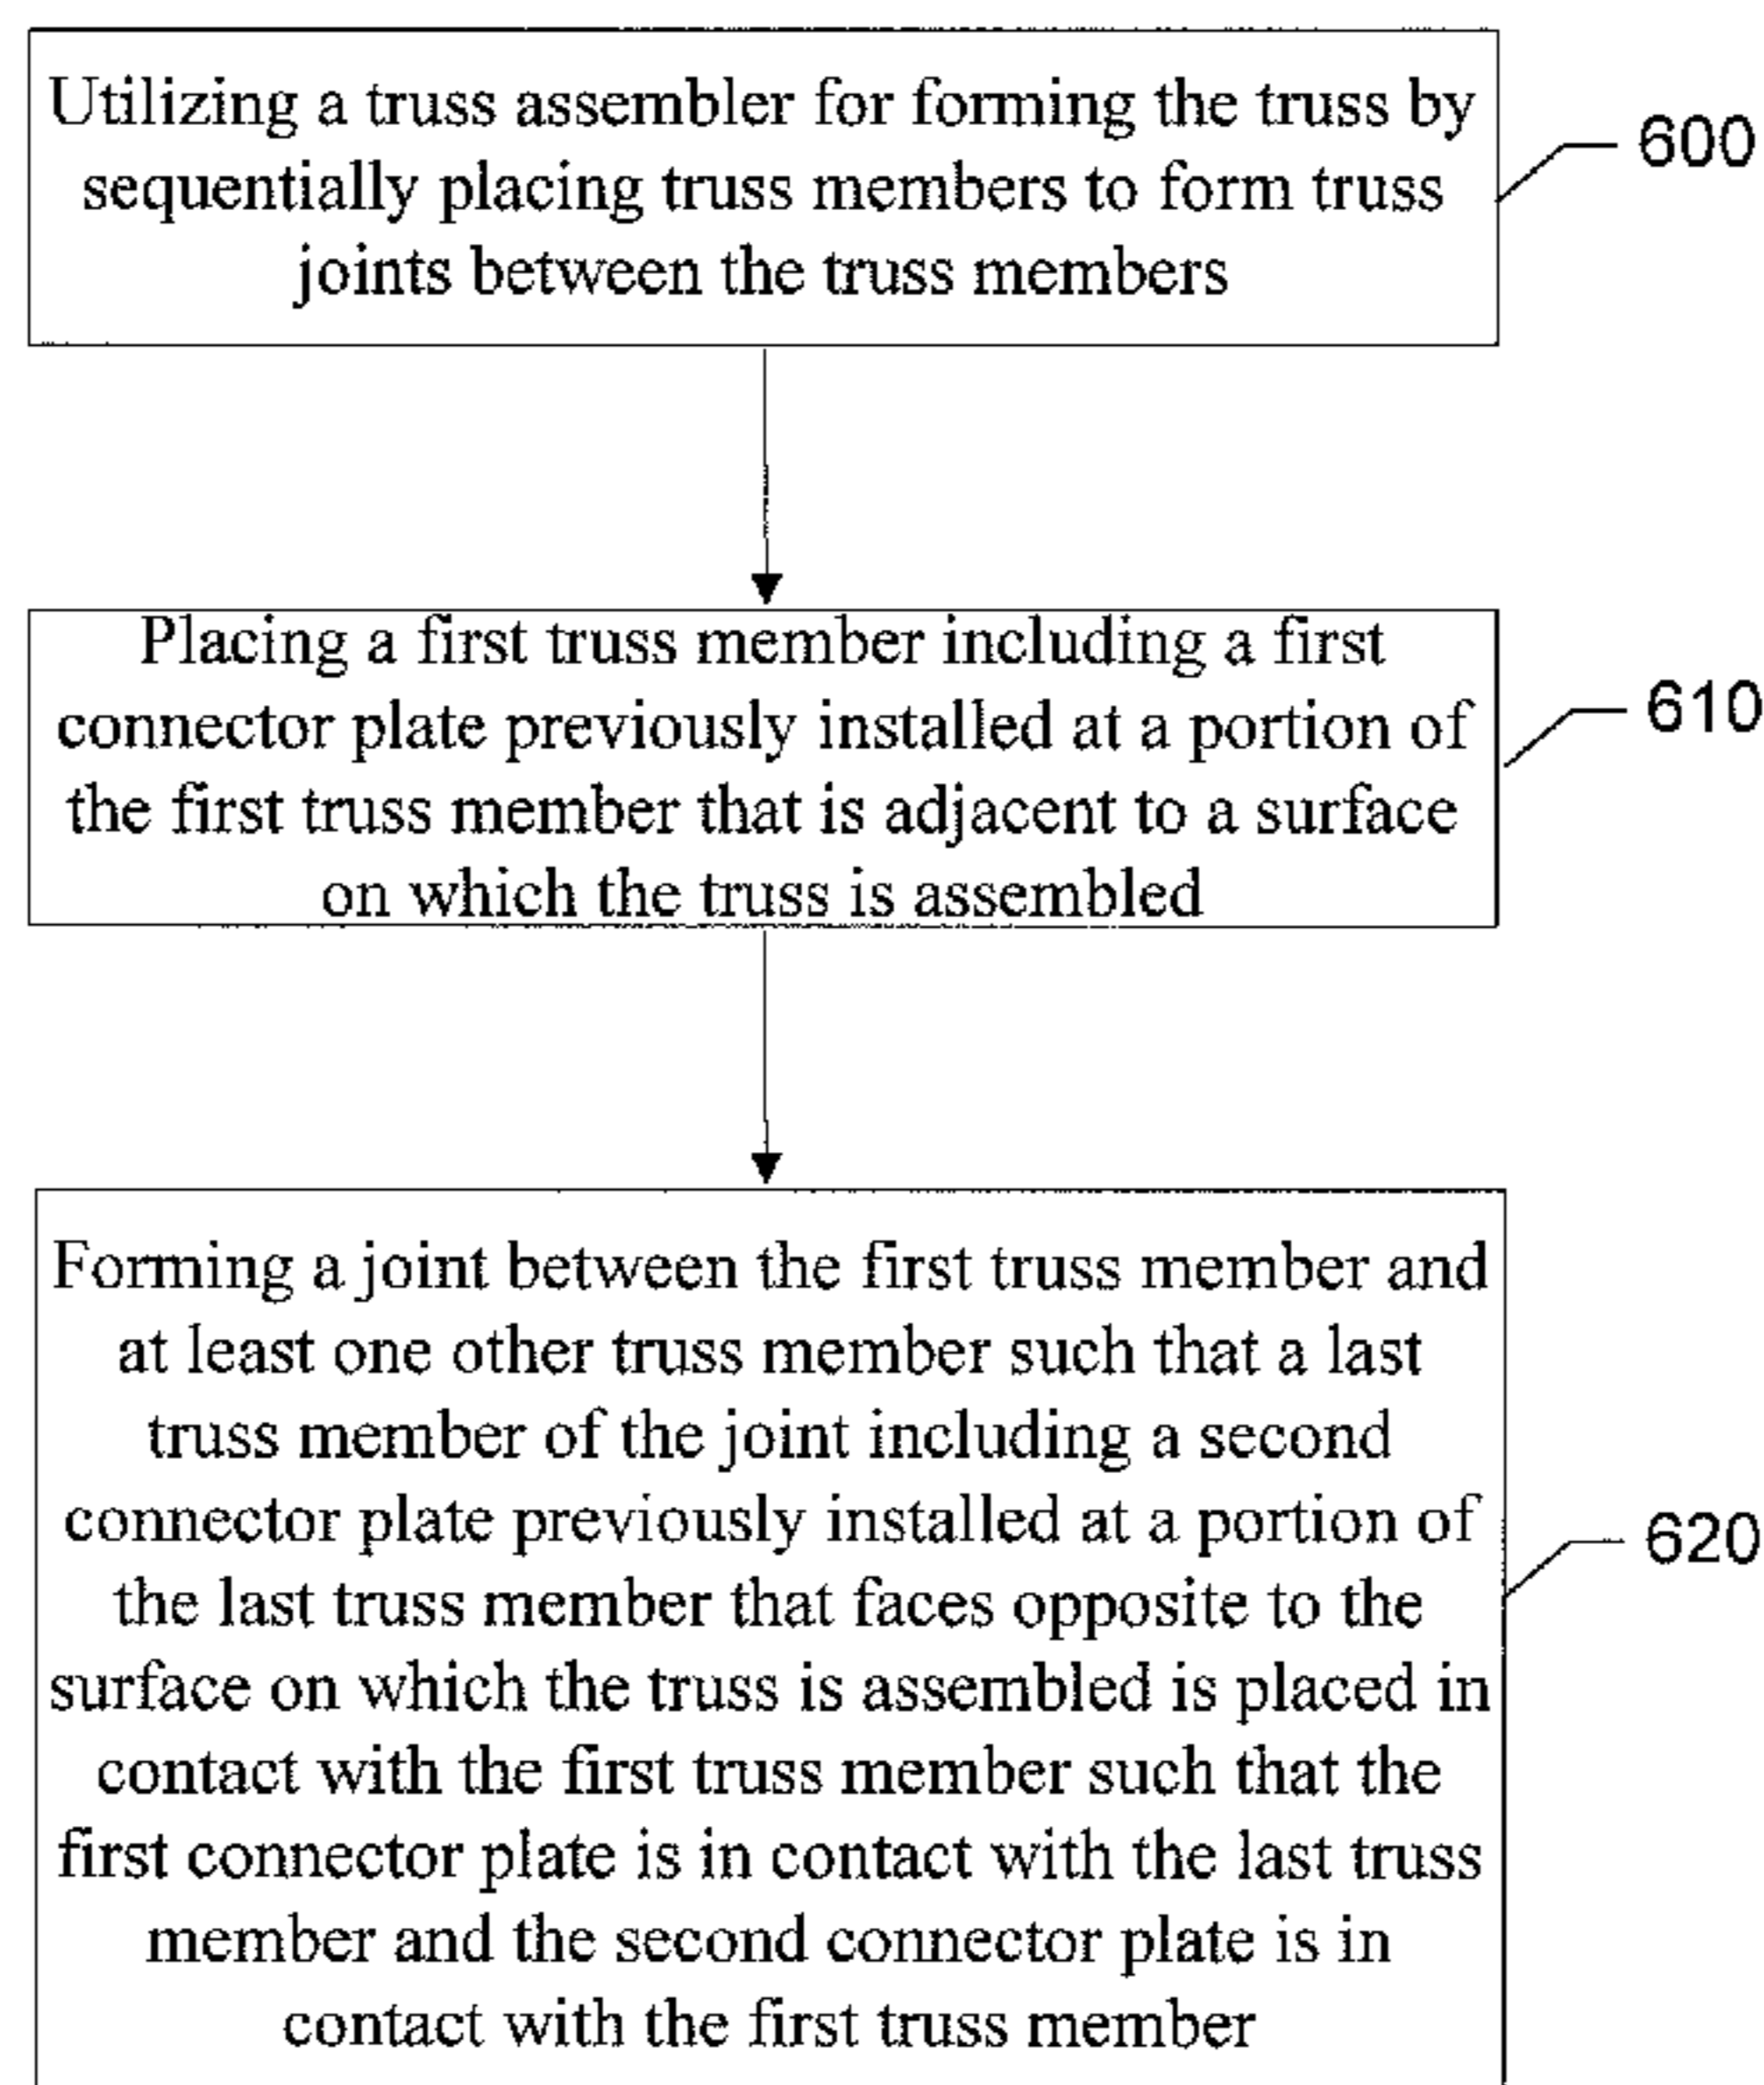 Utilizing a truss assembler for forming the truss by
sequentially placing truss members to form truss
joints between the truss members
600
Placing a first truss member including a first
connector plate previously installed at a portion of
the first truss member that is adjacent to a surface
on which the truss is assembled
610
Forming a joint between the first truss member and
at least one other truss member such that a last
truss member of the joint including a second
connector plate previously installed at a portion of
the last truss member that faces opposite to the
surface on which the truss is assembled is placed in
contact with the first truss member such that the
first connector plate is in contact with the last truss
member and the second connector plate is in
contact with the first truss member
620